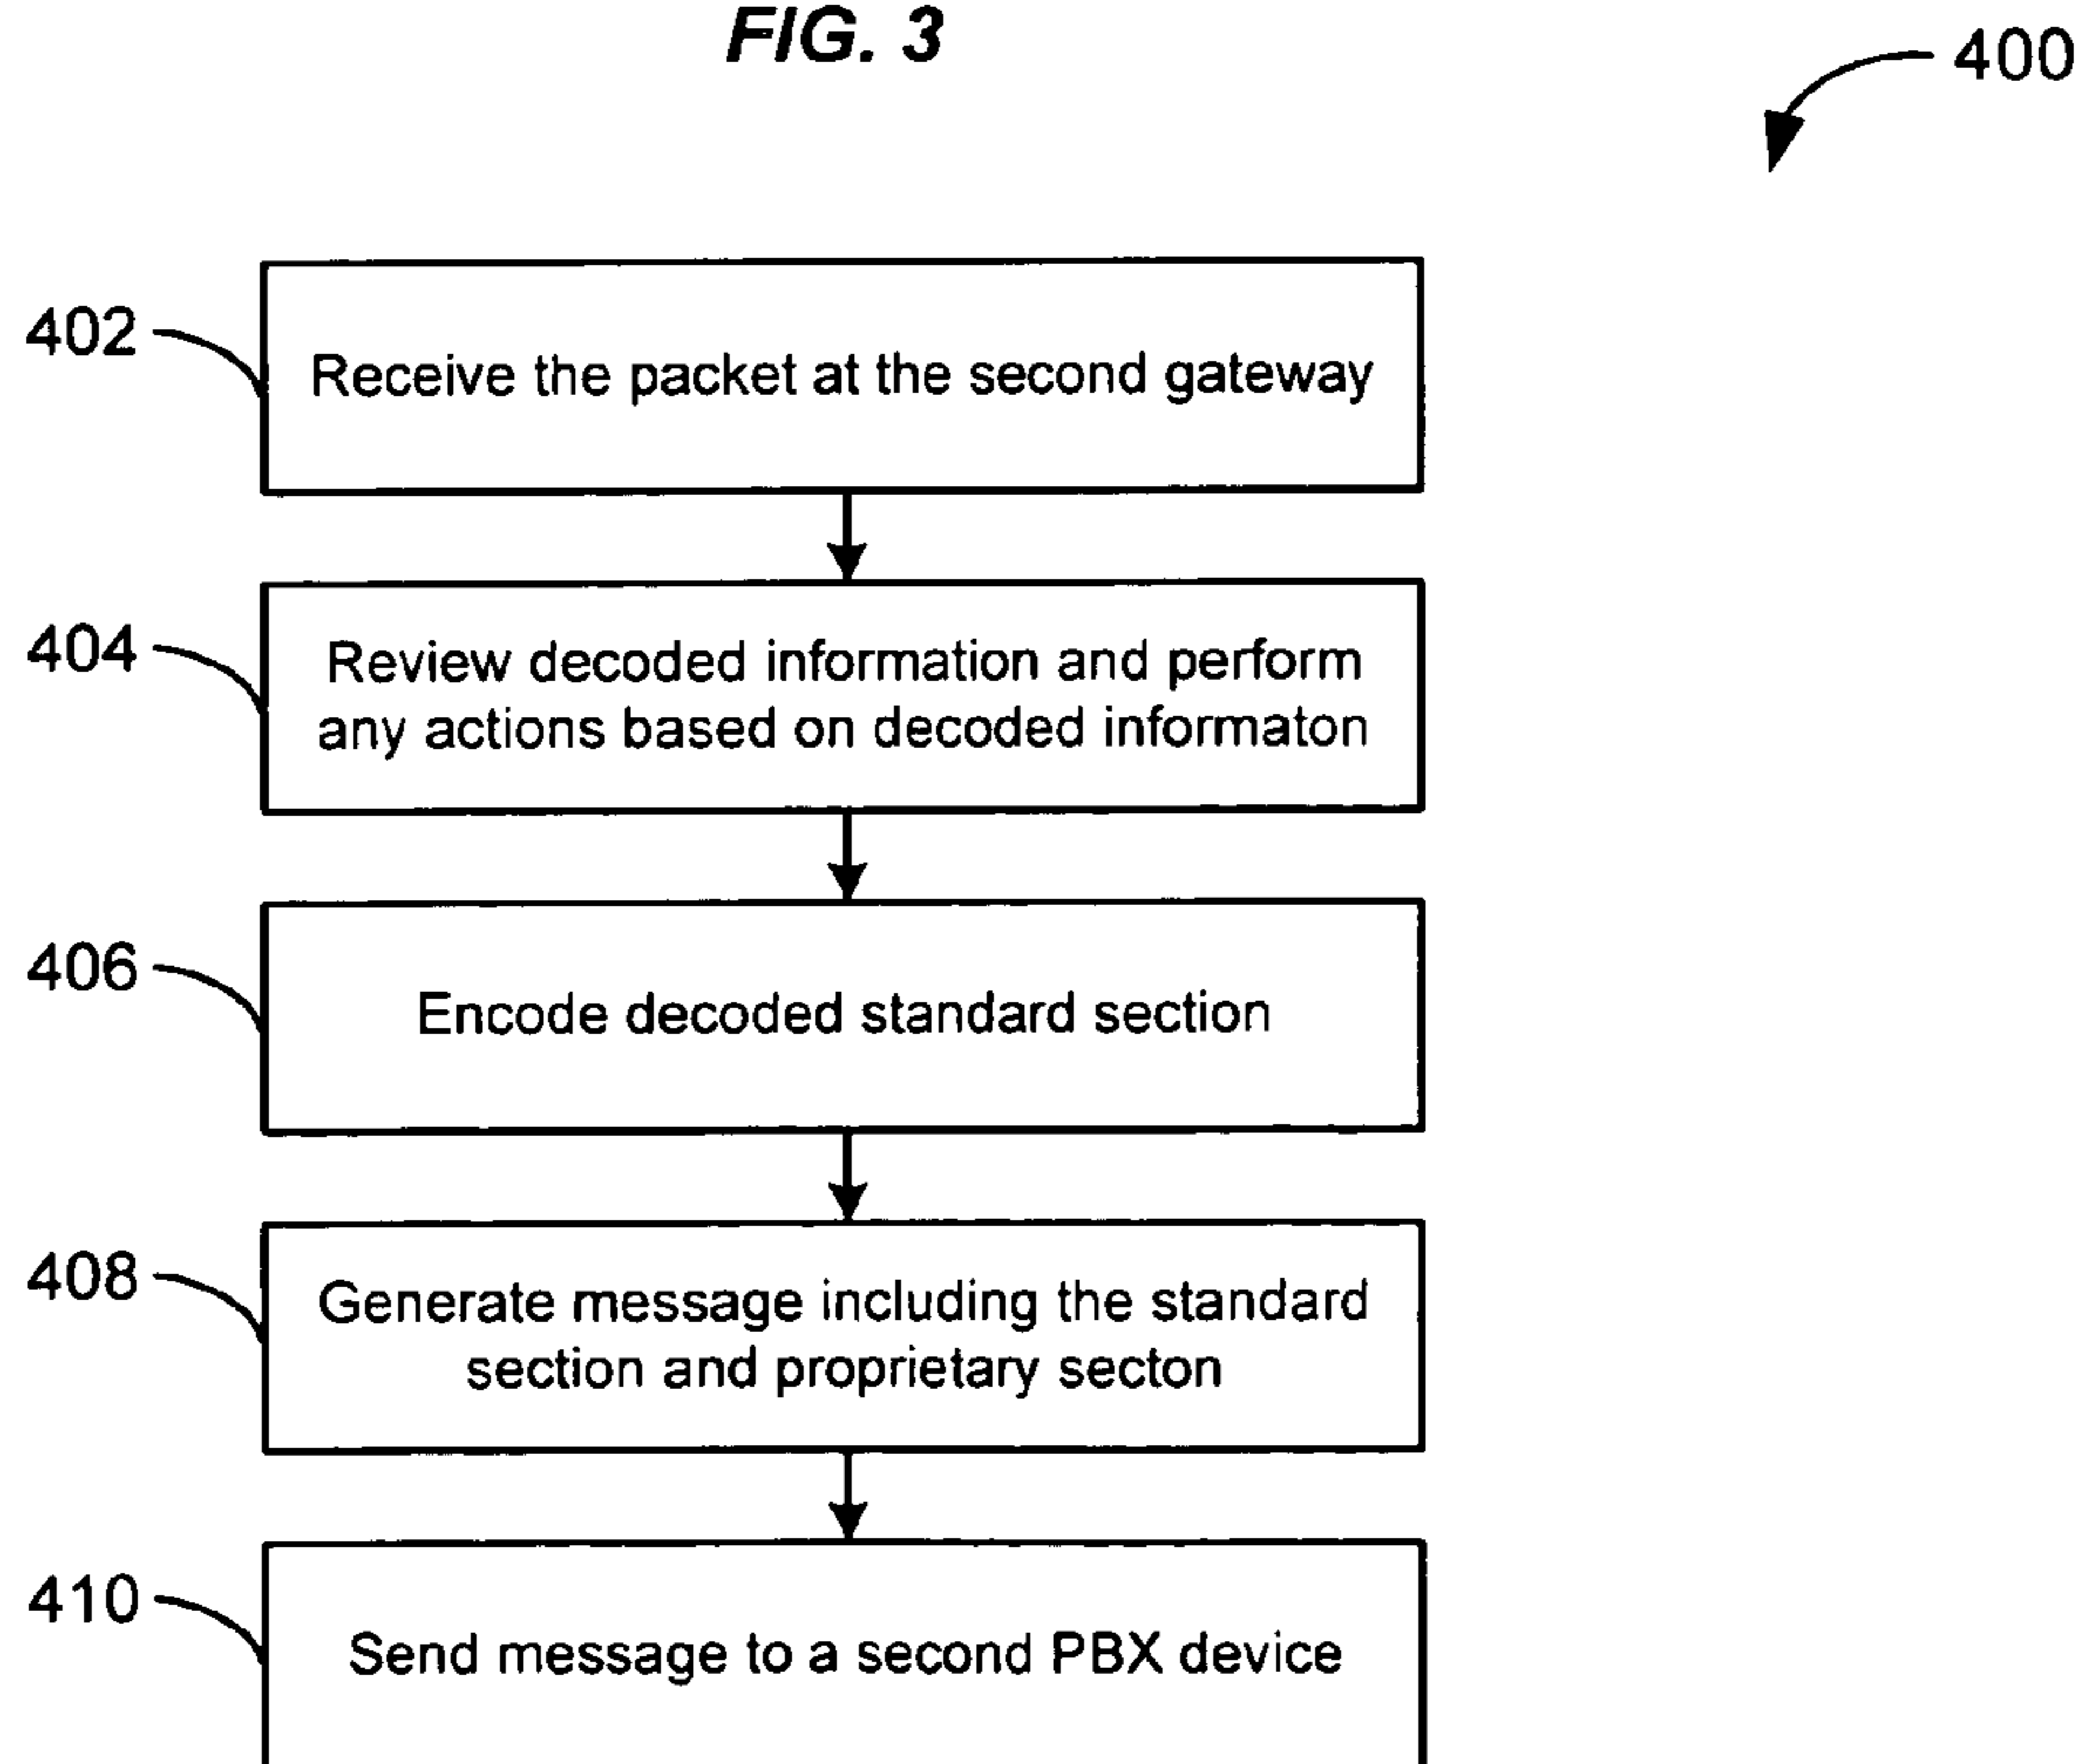 FIG. 3
400
402
Receive the packet at the second gateway
404
Review decoded information and perform
any actions based on decoded informaton
406
Encode decoded standard section
408
Generate message including the standard
section and proprietary secton
410
Send message to a second PBX device